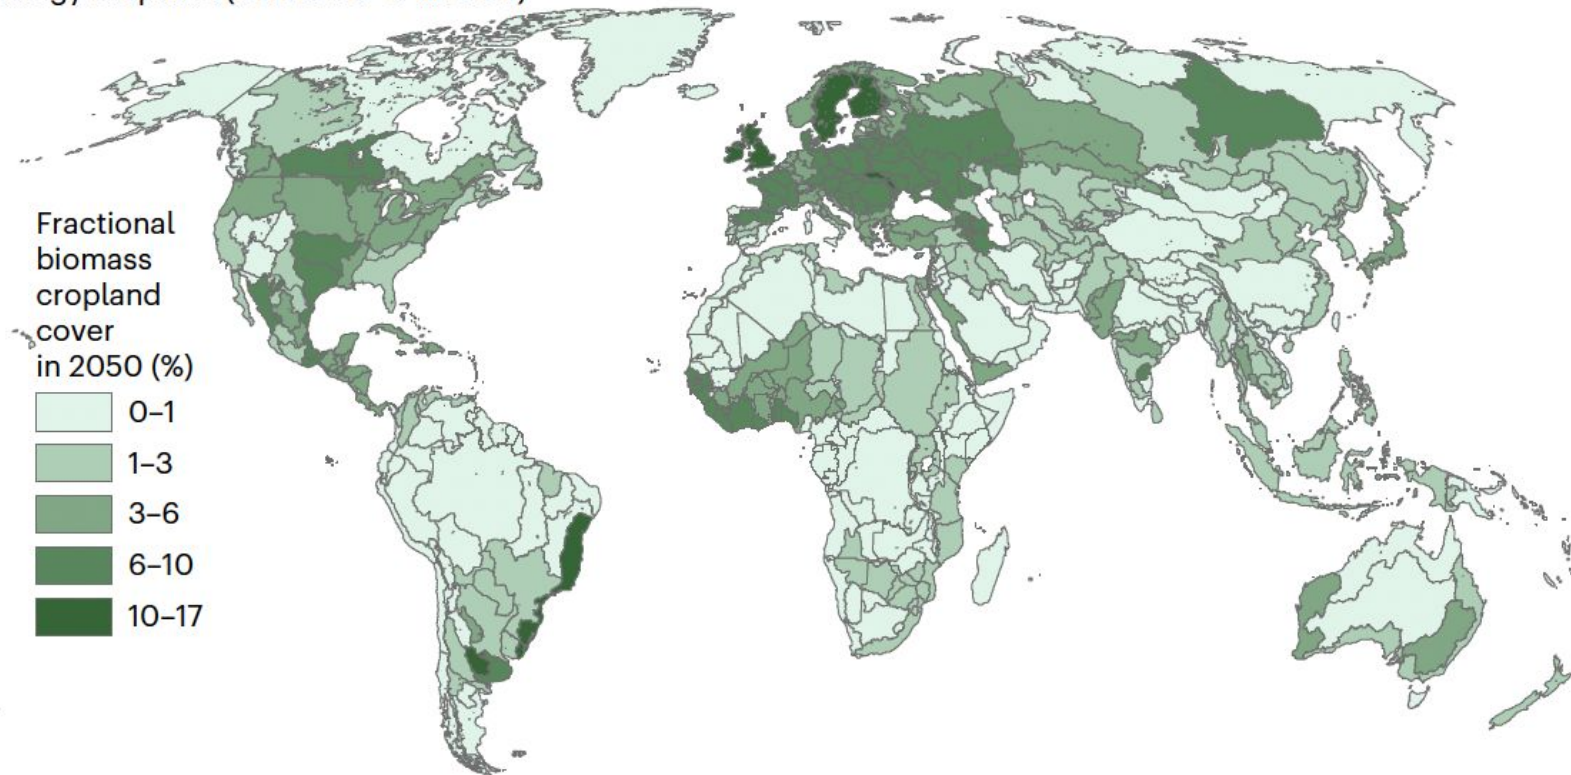 Fractional
biomass
cropland
cover
in 2050 (%)
0–1
1–3
3–6
6–10
10–17